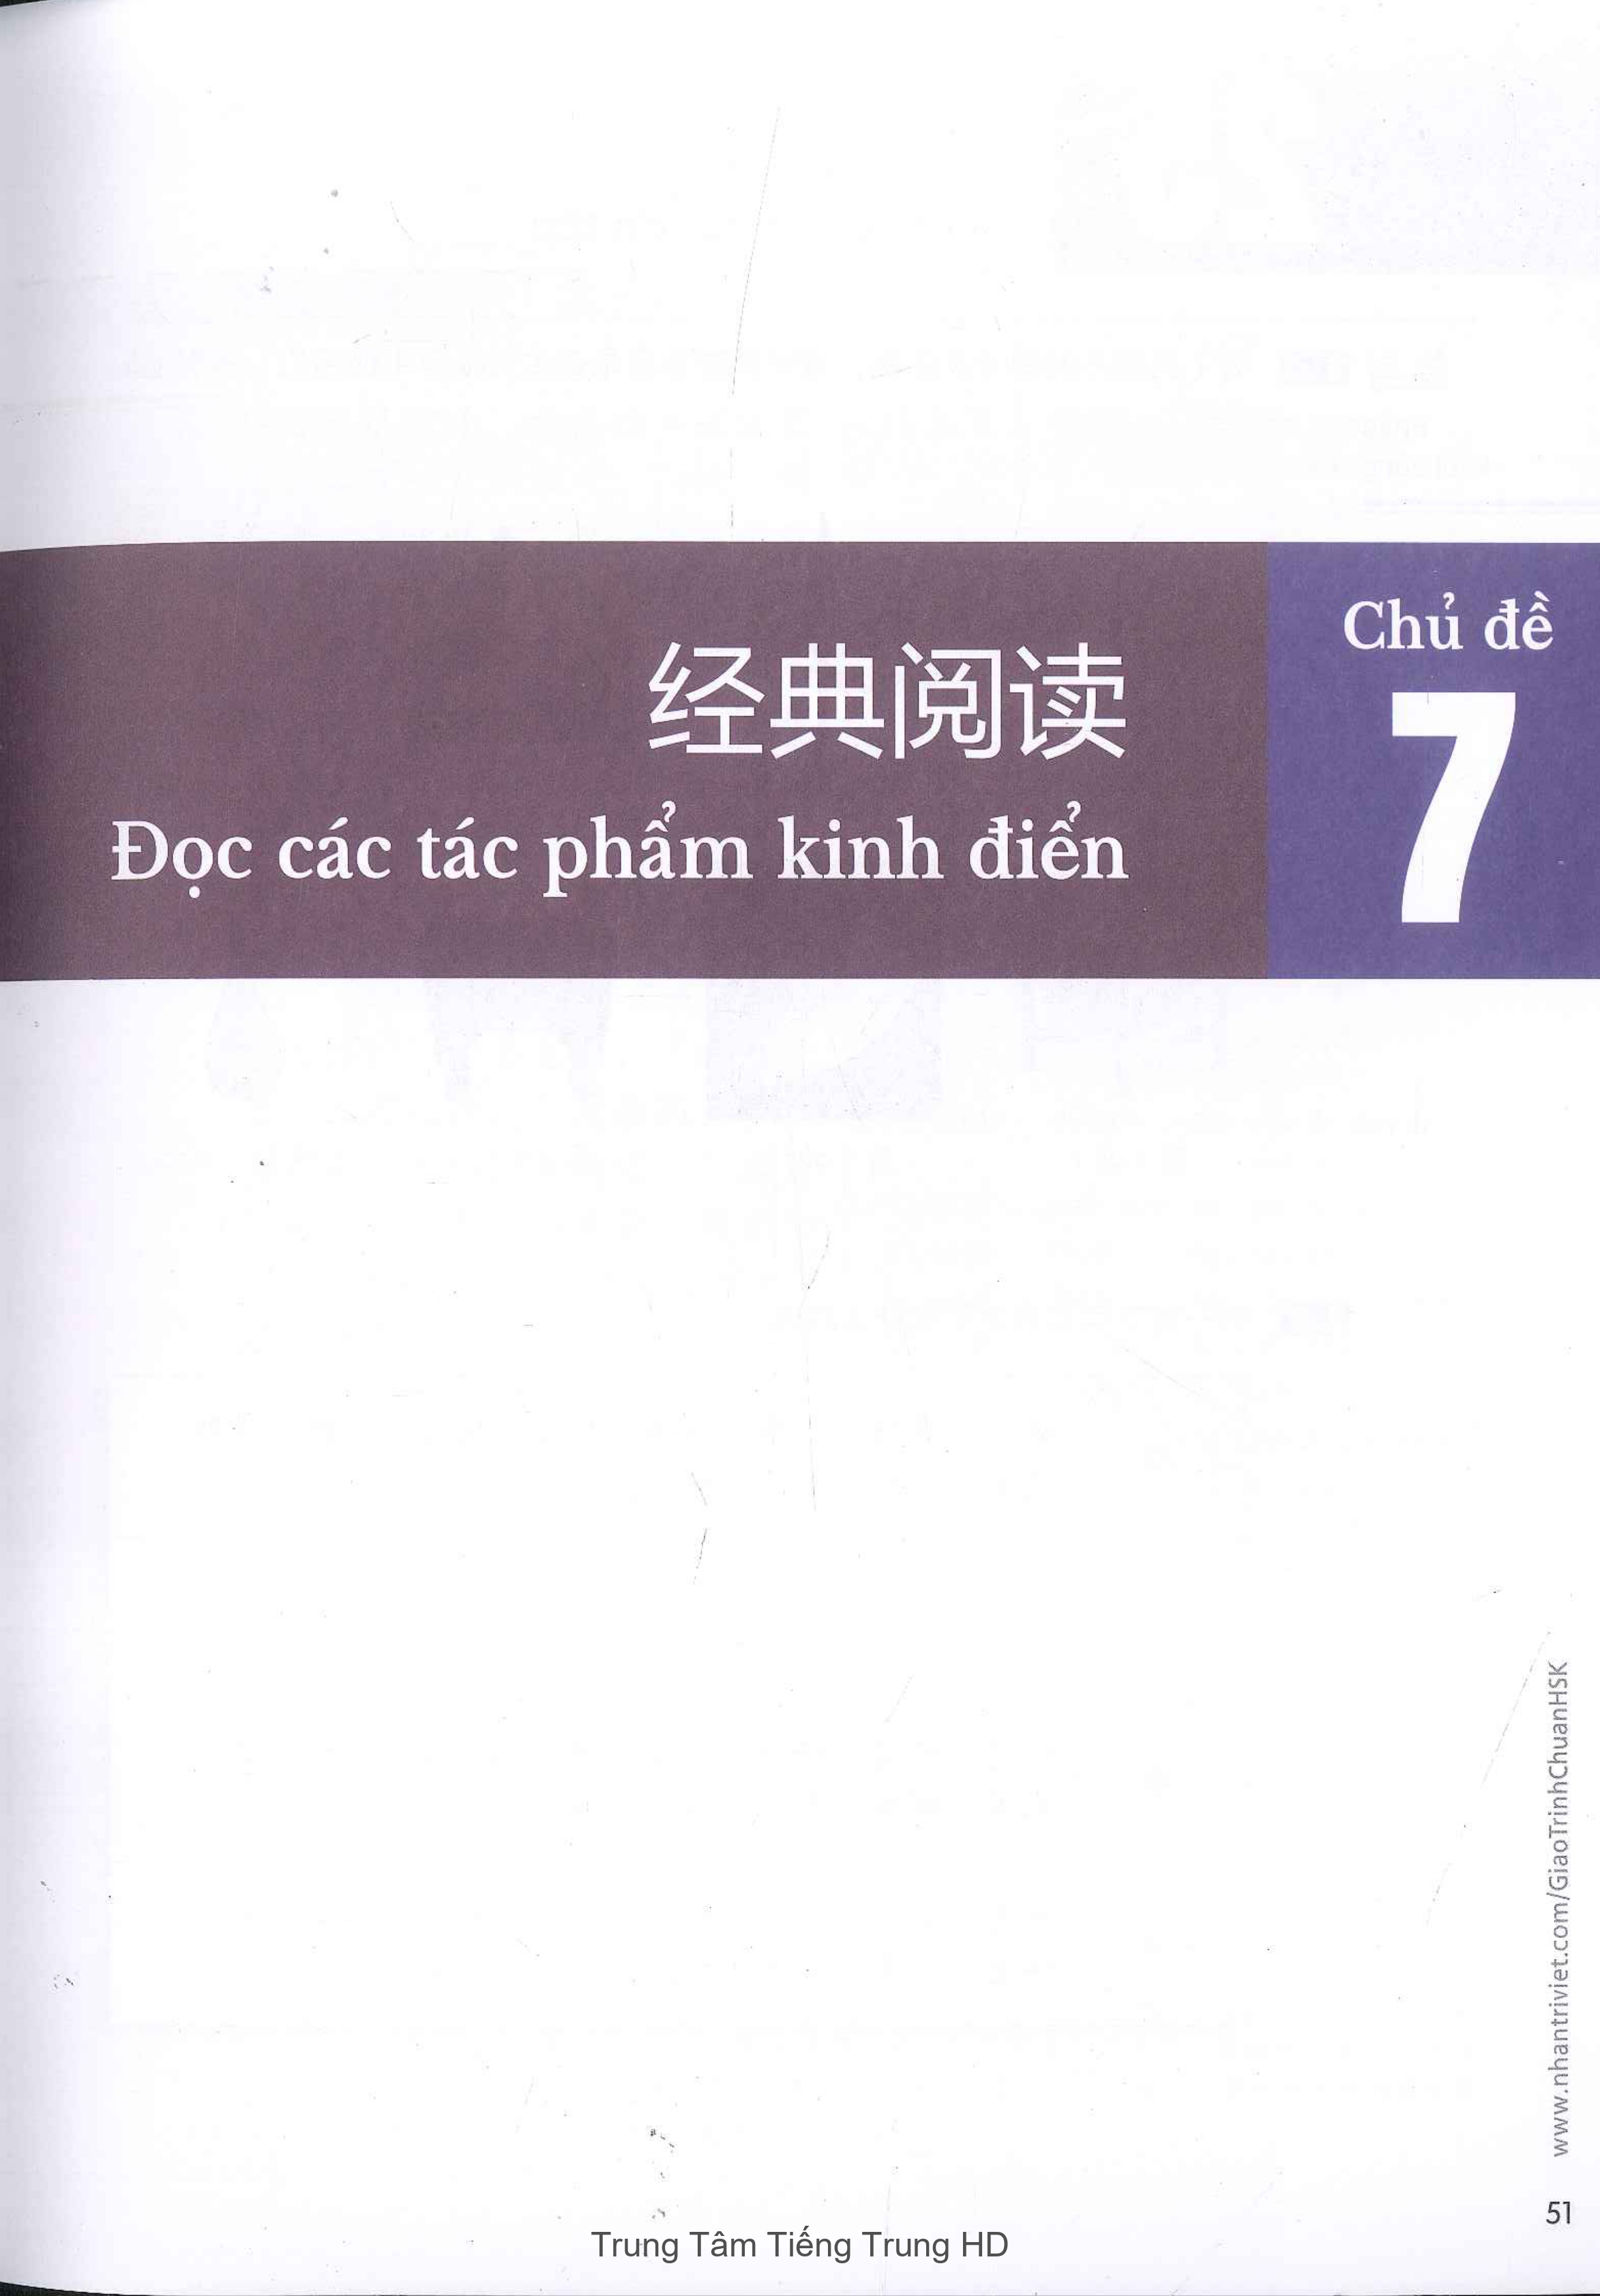 经典阅读
Đọc các tác phẩm kinh điển
Chủ đề
7
www.nhantriviet.com/GiaoTrinhChuanHSK
51
Trung Tâm Tiếng Trung HD